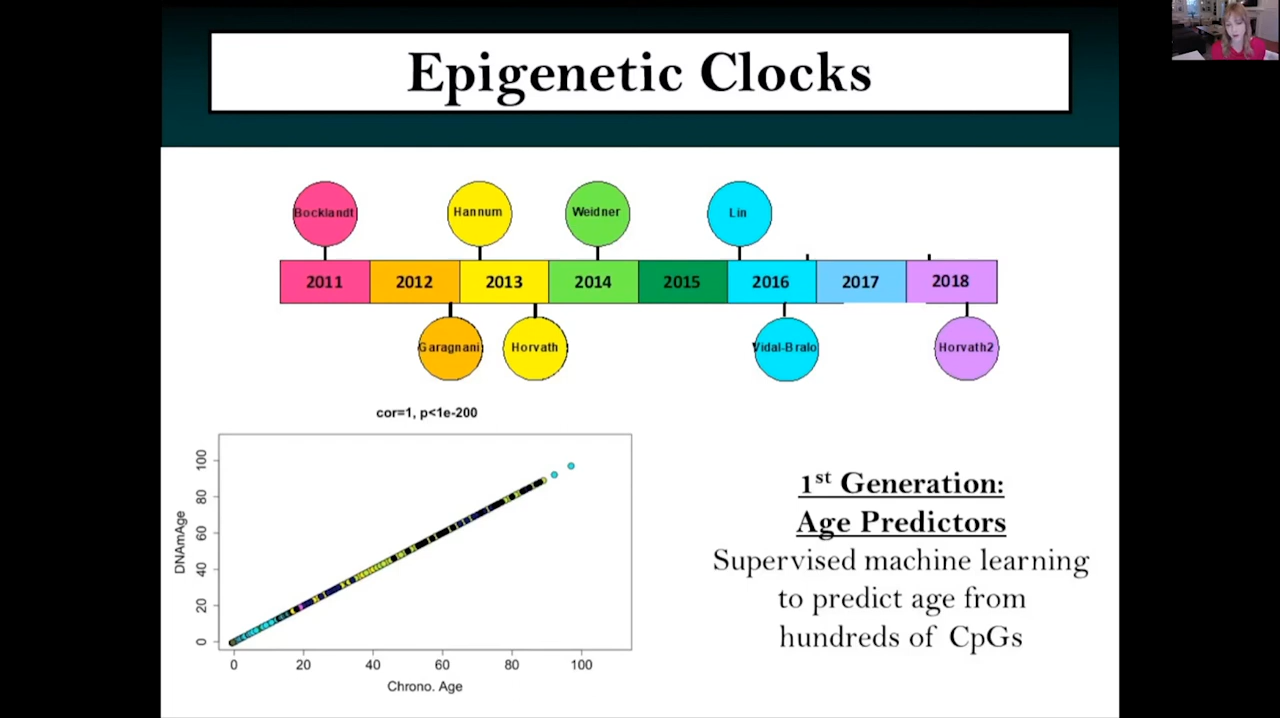 Epigenetic Clocks
Bocklandt
Hannum
Weidner
Lin
2011
2012
2013
2014
2015
2016
2017
2018
Garagnani
Horvath
Vidal-Bralo
Horvath2
cor=1, p<1e-200
DNAmAge
0
20
40
60
80
100
0
20
40
60
80
100
Chrono. Age
1st Generation:
Age Predictors
Supervised machine learning
to predict age from
hundreds of CpGs